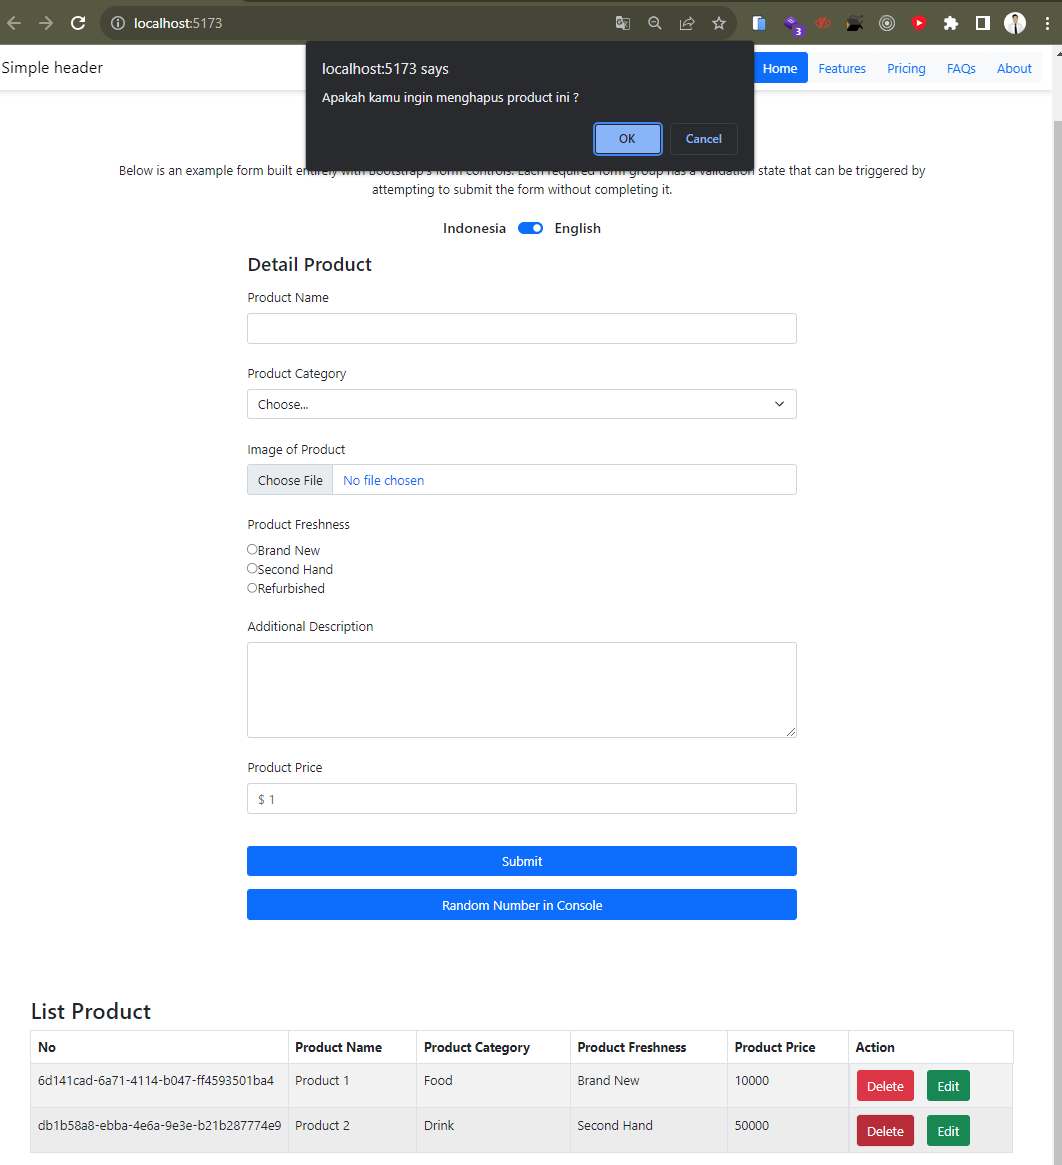 localhost:5173
3
Simple header
Home Features Pricing FAQs About
localhost:5173 says
Apakah kamu ingin menghapus product ini ?
OK Cancel
Below is an example form built entirely with Bootstrap's form controls. Each required form group has a validation state that can be triggered by
attempting to submit the form without completing it.
Indonesia English
Detail Product
Product Name
Product Category
Choose...
Image of Product
Choose File No file chosen
Product Freshness
Brand New
Second Hand
Refurbished
Additional Description
Product Price
$ 1
Submit
Random Number in Console
List Product
No Product Name Product Category Product Freshness Product Price Action
6d141cad-6a71-4114-b047-ff4593501ba4 Product 1 Food Brand New 10000 Delete Edit
db1b58a8-ebba-4e6a-9e3e-b21b287774e9 Product 2 Drink Second Hand 50000 Delete Edit